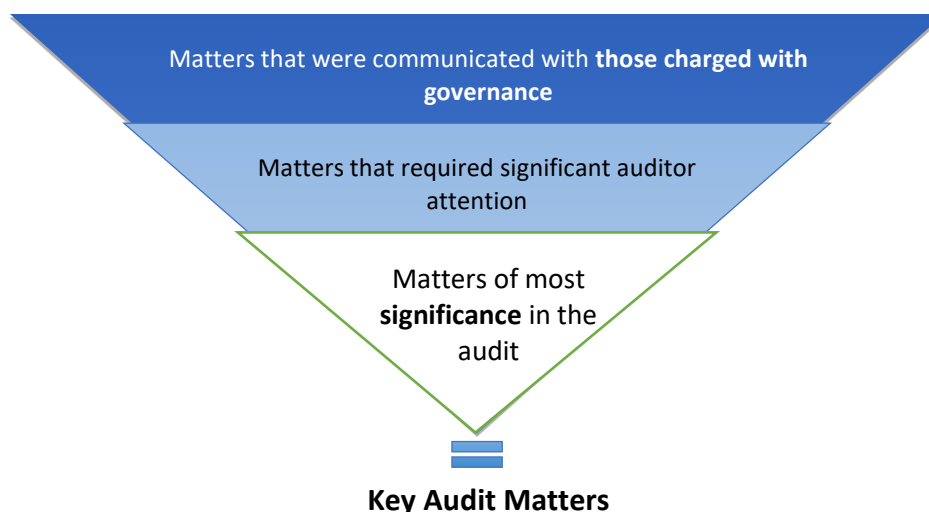 Matters that were communicated with those charged with
governance
Matters that required significant auditor
attention
Matters of most
significance in the
audit
Key Audit Matters